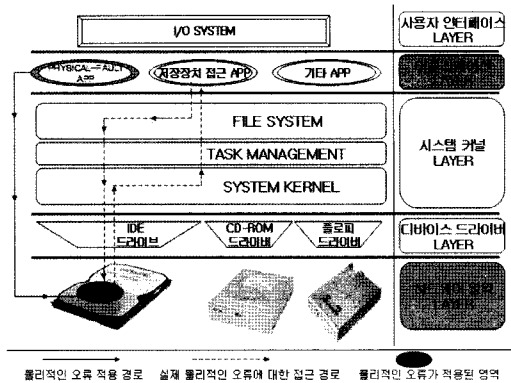 I/O SYSTEM
사용자 인터페이스
LAYER
PHYSICAL-FAULT
APP
저장장치 접근 APP
기타 APP
FILE SYSTEM
TASK MANAGEMENT
SYSTEM KERNEL
시스템 커널
LAYER
IDE
드라이브
CD-ROM
드라이버
플로피
드라이버
디바이스 드라이버
LAYER
LAYER
물리적인 오류 적용 경로
실제 물리적인 오류에 대한 접근 경로
물리적인 오류가 적용된 영역